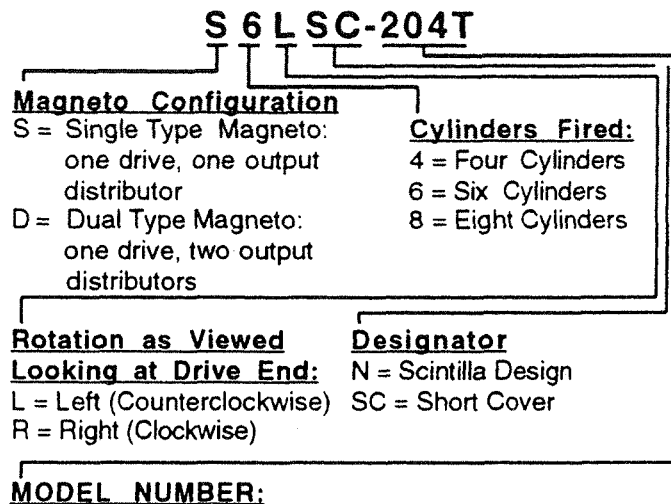 S 6 L SC-204T
Magneto Configuration
S = Single Type Magneto:
one drive, one output
distributor
D = Dual Type Magneto:
one drive, two output
distributors
Cylinders Fired:
4 = Four Cylinders
6 = Six Cylinders
8 = Eight Cylinders
Rotation as Viewed
Looking at Drive End:
L = Left (Counterclockwise)
R = Right (Clockwise)
Designator
N = Scintilla Design
SC = Short Cover
MODEL NUMBER: